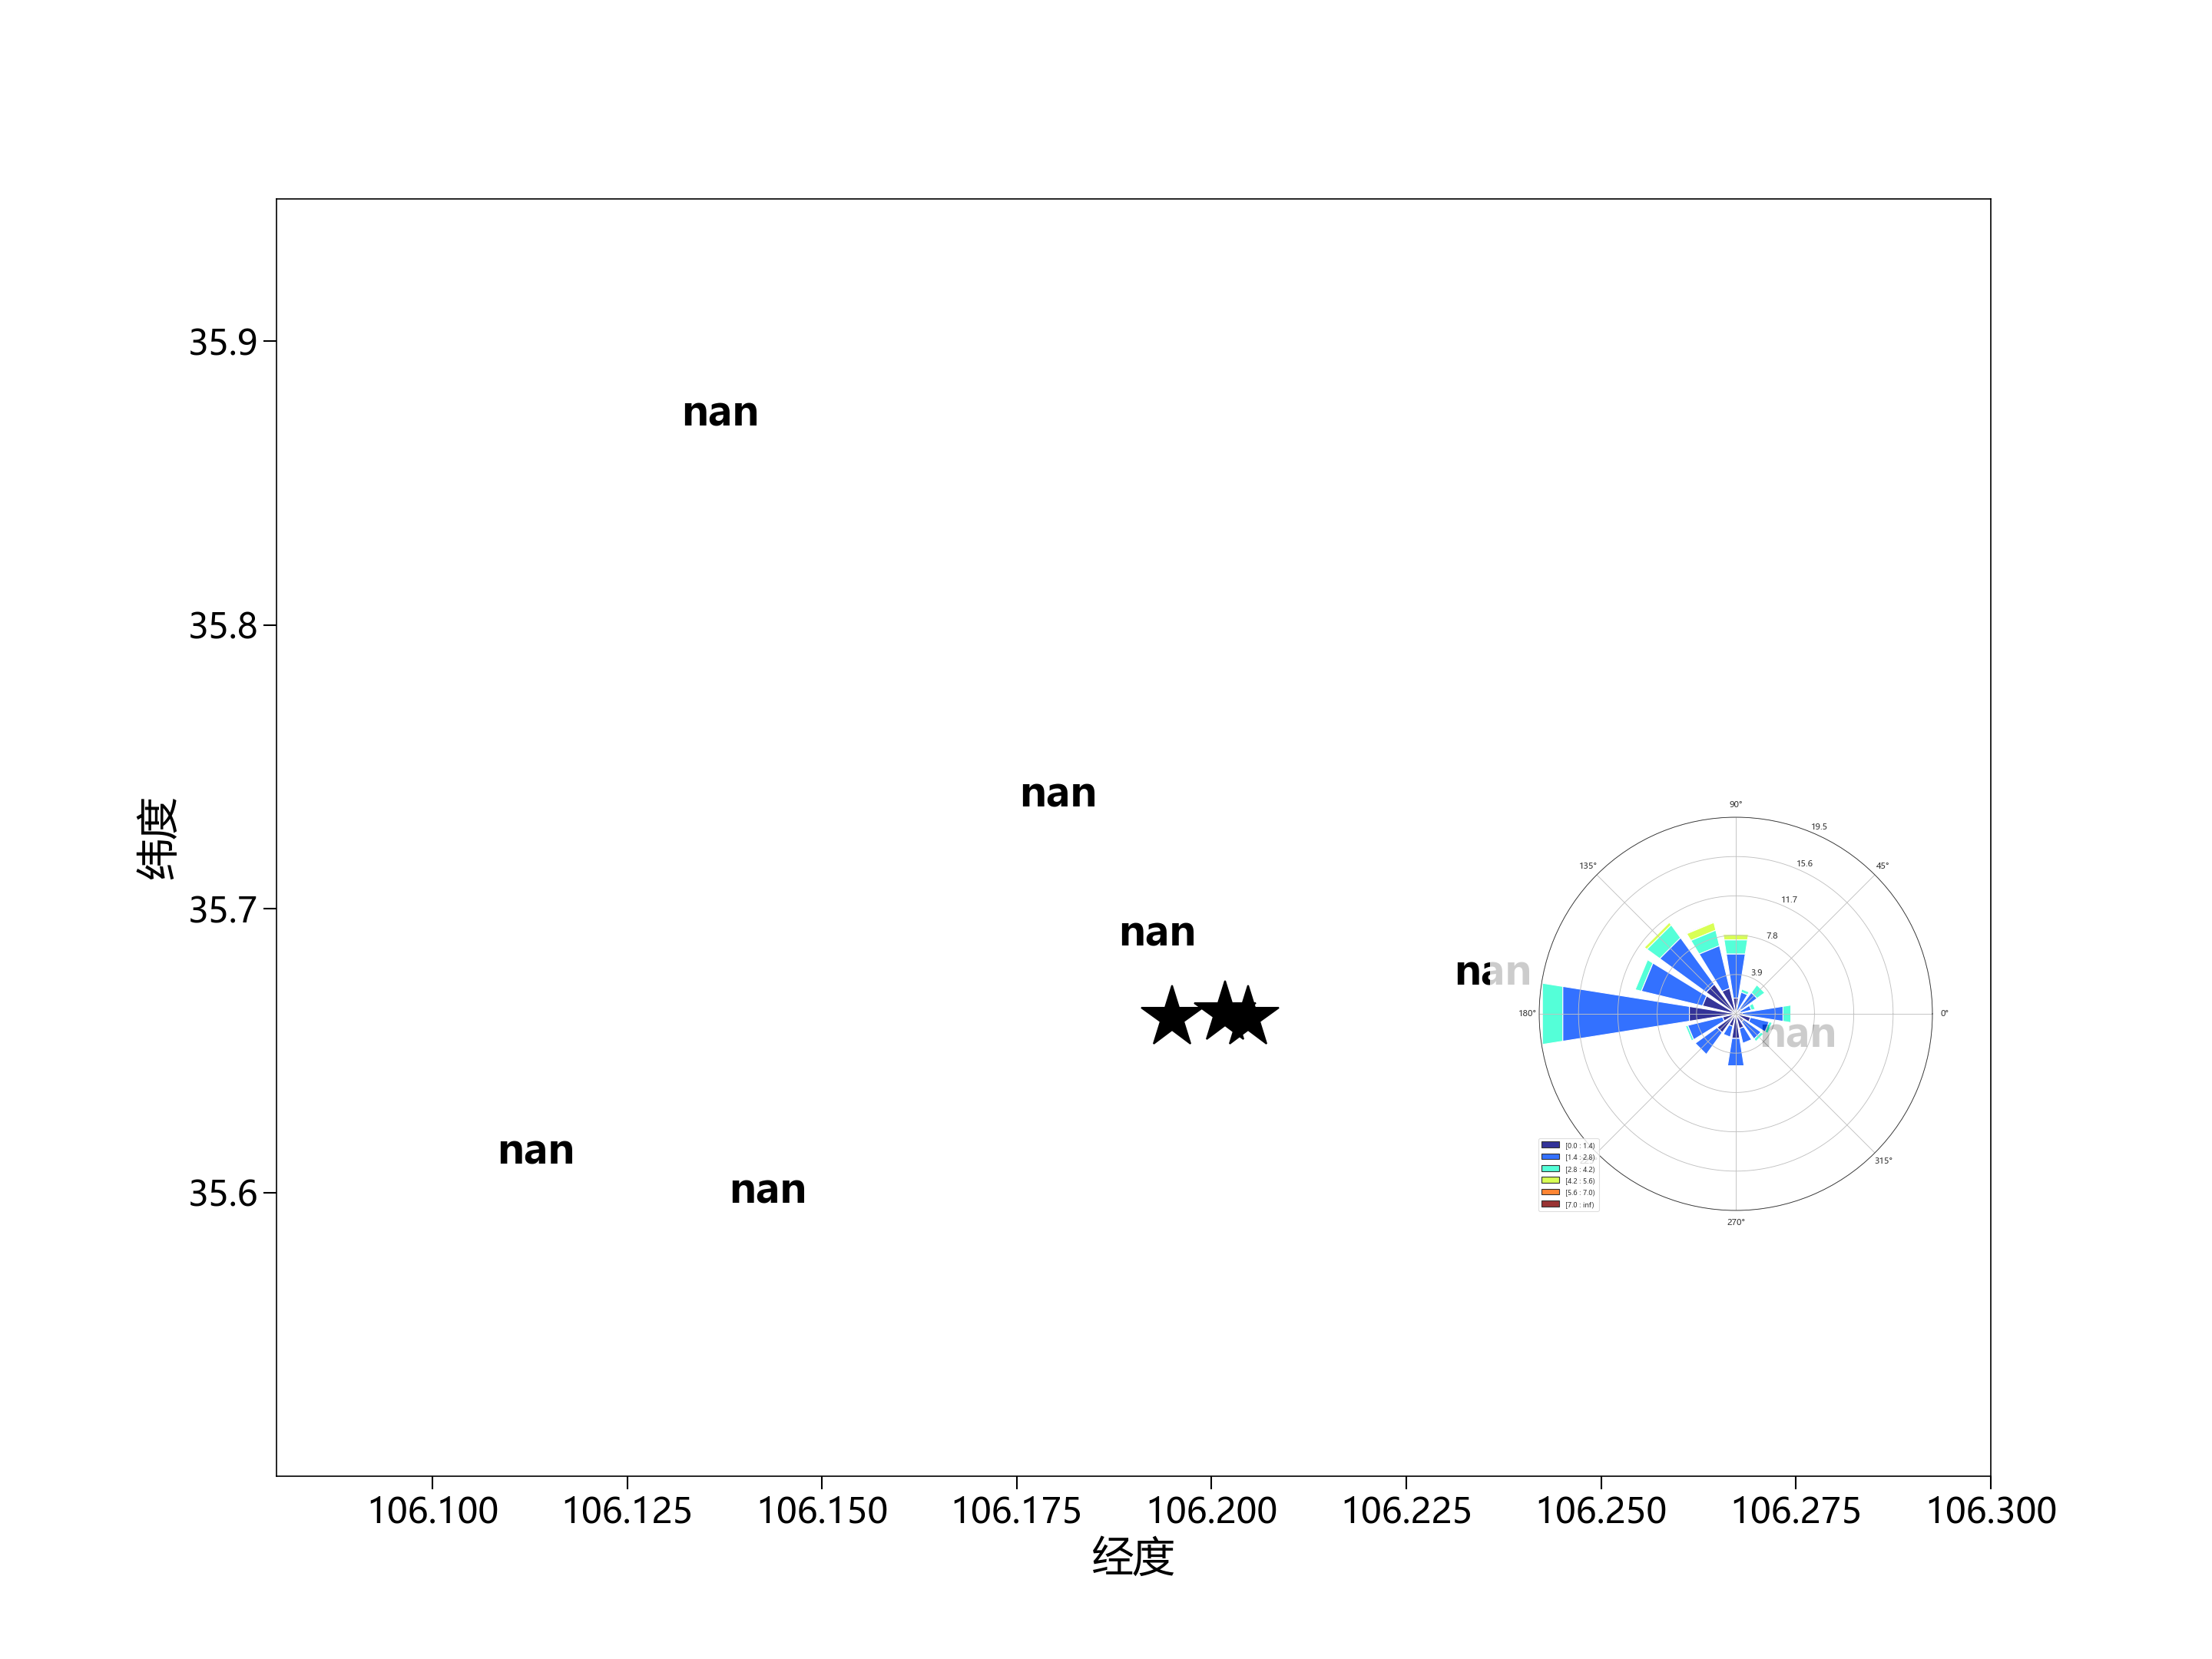 35.9
nan
35.8
nan
90°
19.5
15.6
135°
45°
11.7
35.7
nan
7.8
nan
3.9
180°
0°
nan
nan
[0.0 : 1.4)
[1.4 : 2.8)
315°
[2.8 : 4.2)
[4.2 : 5.6)
35.6
nan
[5.6 : 7.0)
[7.0 : inf)
270°
纬度
106.100 106.125 106.150 106.175 106.200 106.225 106.250 106.275 106.300
经度